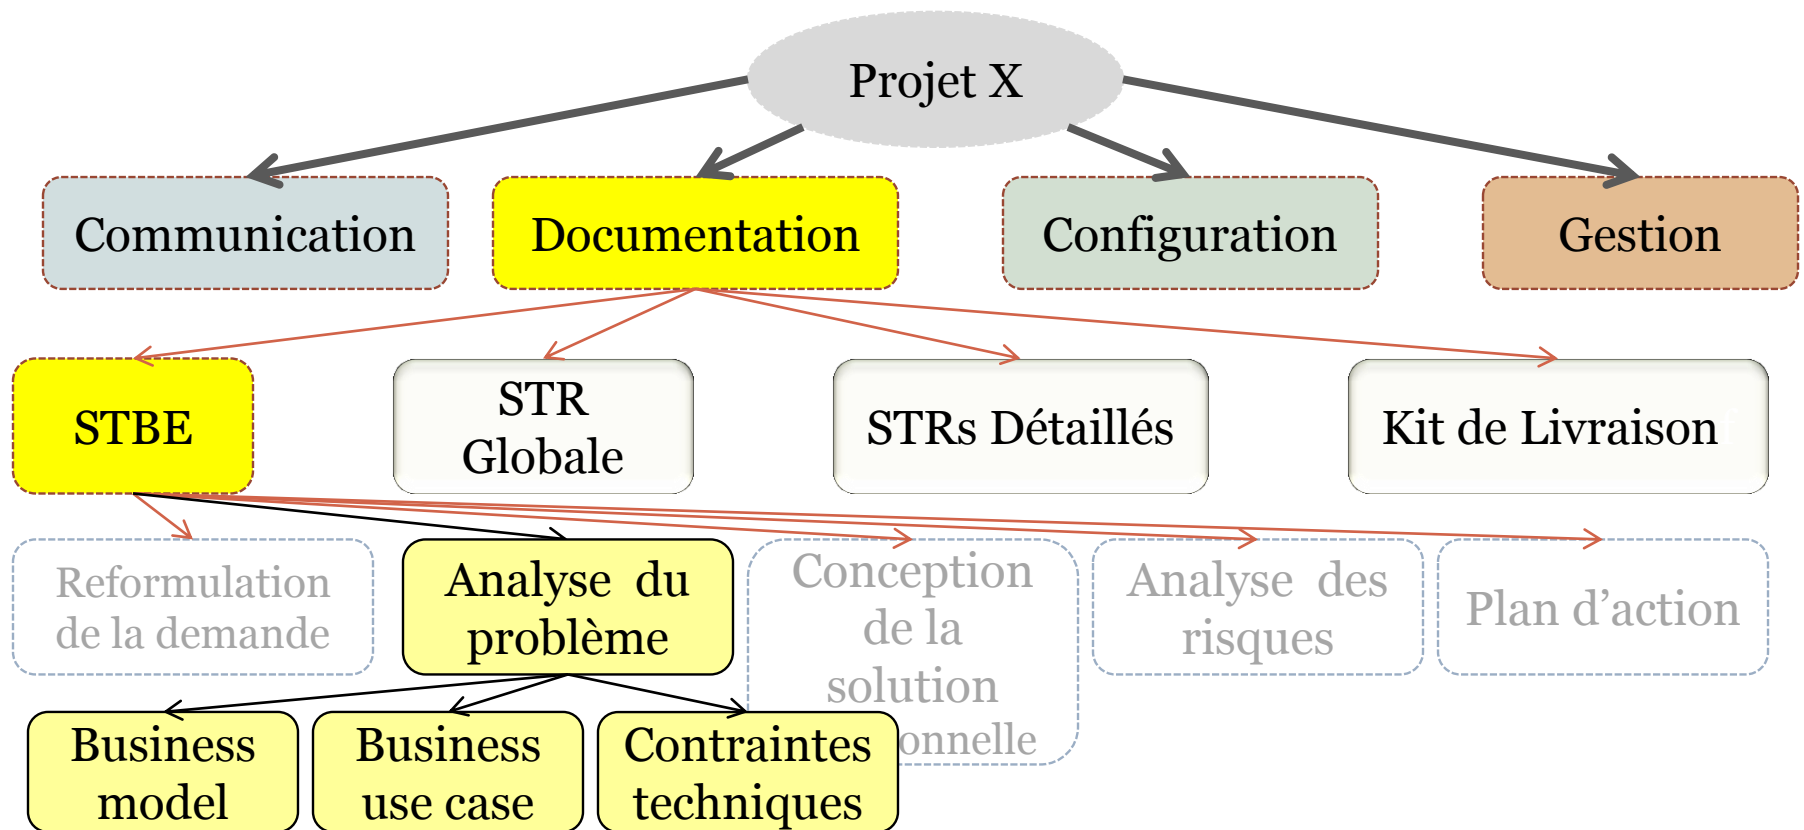 Projet X
Communication
Documentation
Configuration
Gestion
STBE
STR
Globale
STRs Détaillés
Kit de Livraison
Reformulation
de la demande
Analyse du
problème
Conception
de la
solution
onnelle
Analyse des
risques
Plan d’action
Business
model
Business
use case
Contraintes
techniques